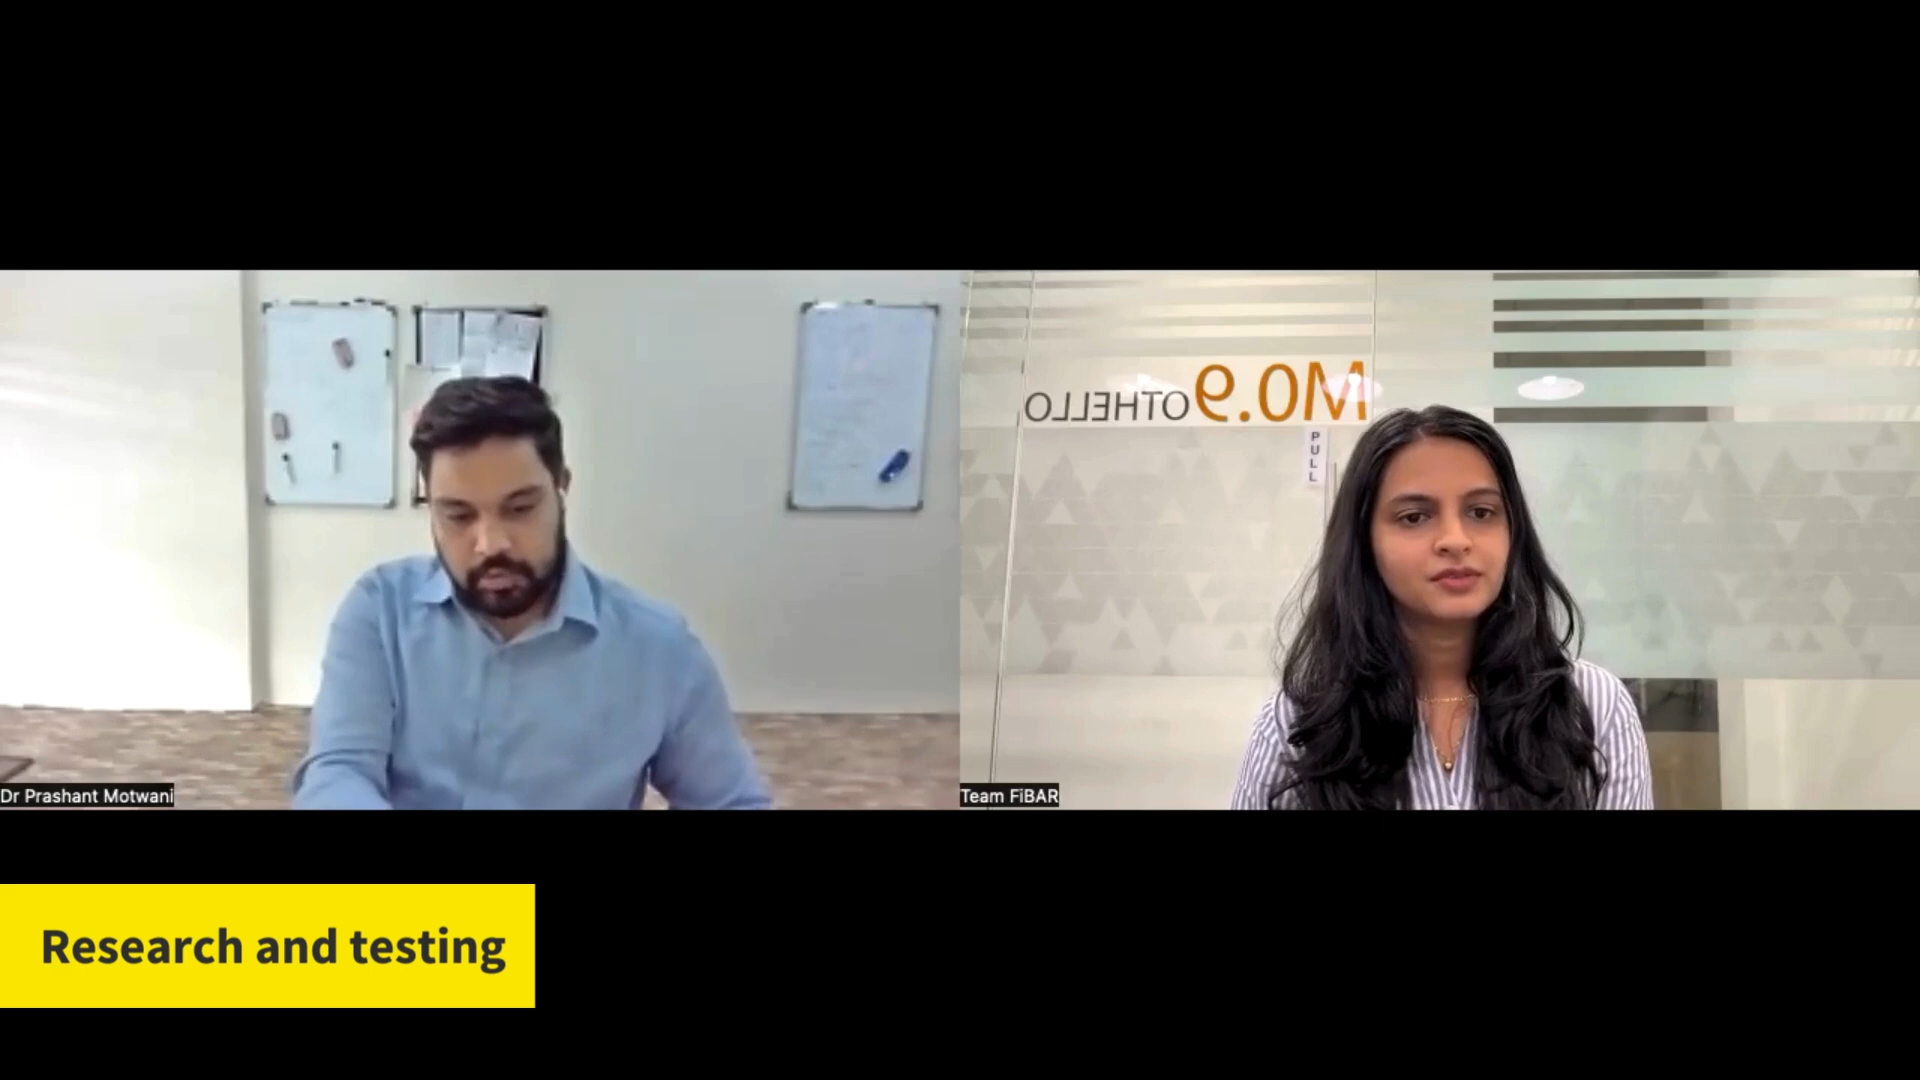 M0.9 OTHELLO
PULL
Dr Prashant Motwani
Team FiBAR
Research and testing